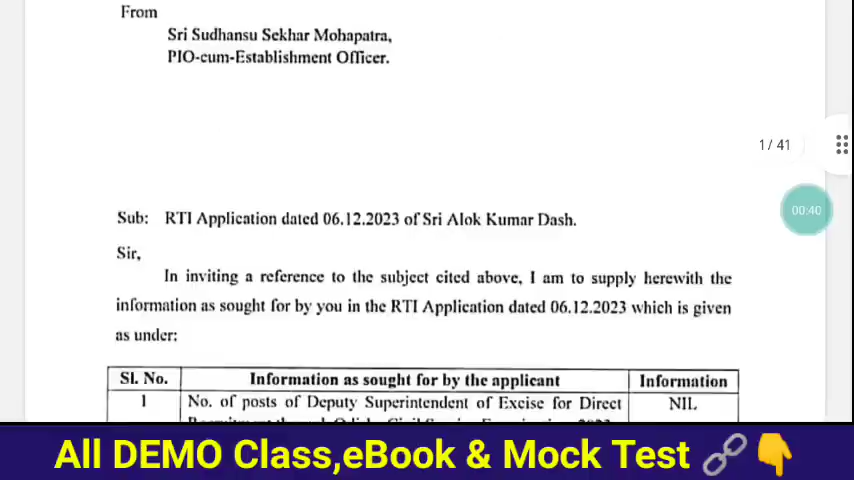 From
Sri Sudhansu Sekhar Mohapatra,
PIO-cum-Establishment Officer.
1 / 41
00:40
Sub: RTI Application dated 06.12.2023 of Sri Alok Kumar Dash.
Sir,
In inviting a reference to the subject cited above, I am to supply herewith the
information as sought for by you in the RTI Application dated 06.12.2023 which is given
as under:
Sl. No. Information as sought for by the applicant Information
1 No. of posts of Deputy Superintendent of Excise for Direct NIL
All DEMO Class,eBook & Mock Test 🔗👇